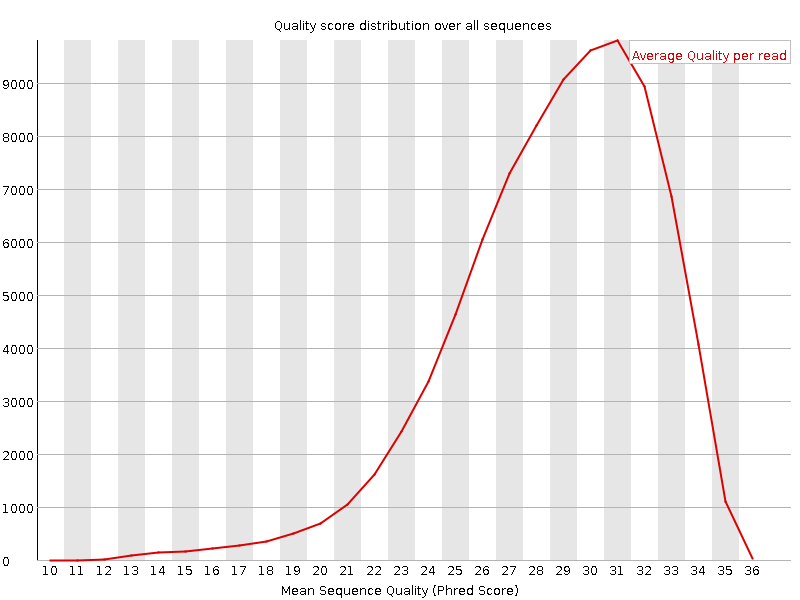 Quality score distribution over all sequences
Average Quality per read
9000
8000
7000
6000
5000
4000
3000
2000
1000
0
10 11 12 13 14 15 16 17 18 19 20 21 22 23 24 25 26 27 28 29 30 31 32 33 34 35 36
Mean Sequence Quality (Phred Score)